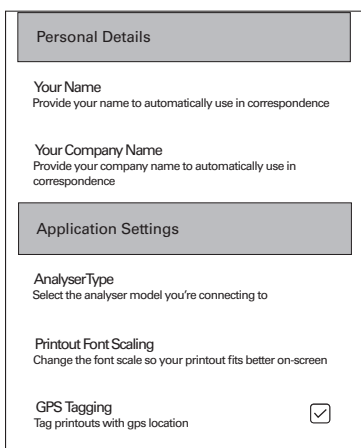 Personal Details
Your Name
Provide your name to automatically use in correspondence
Your Company Name
Provide your company name to automatically use in
correspondence
Application Settings
AnalyserType
Select the analyser model you're connecting to
Printout Font Scaling
Change the font scale so your printout fits better on-screen
GPS Tagging
Tag printouts with gps location